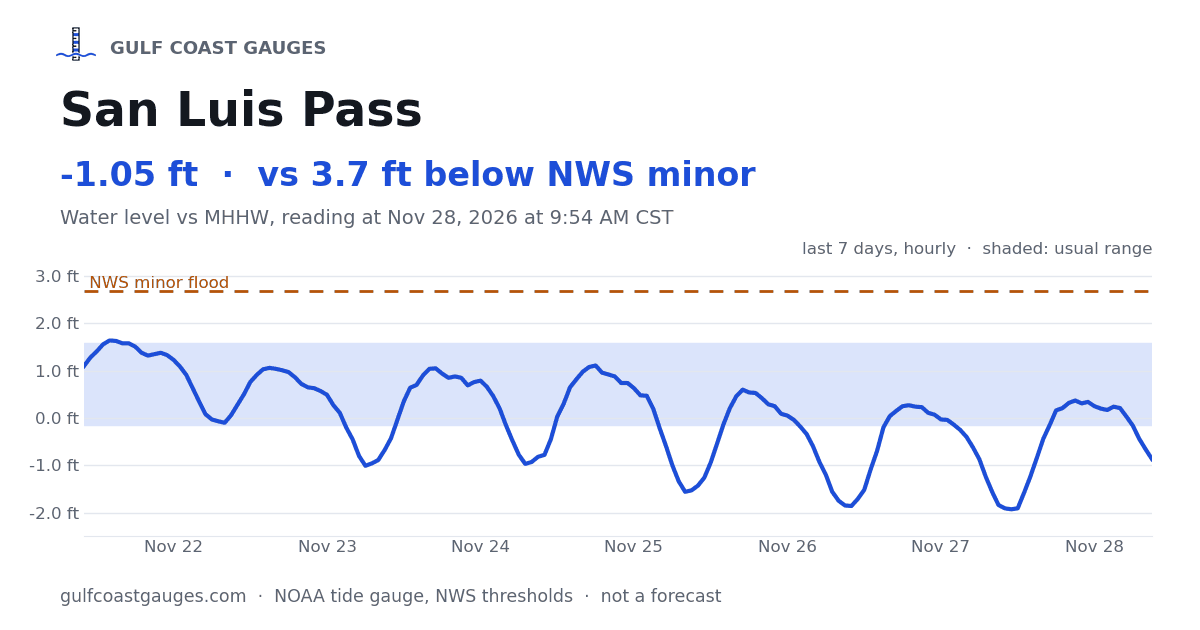 GULF COAST GAUGES
San Luis Pass
-1.05 ft · vs 3.7 ft below NWS minor
Water level vs MHHW, reading at Nov 28, 2026 at 9:54 AM CST
last 7 days, hourly · shaded: usual range
3.0 ft
NWS minor flood
2.0 ft
1.0 ft
0.0 ft
-1.0 ft
-2.0 ft
Nov 22 Nov 23 Nov 24 Nov 25 Nov 26 Nov 27 Nov 28
gulfcoastgauges.com · NOAA tide gauge, NWS thresholds · not a forecast